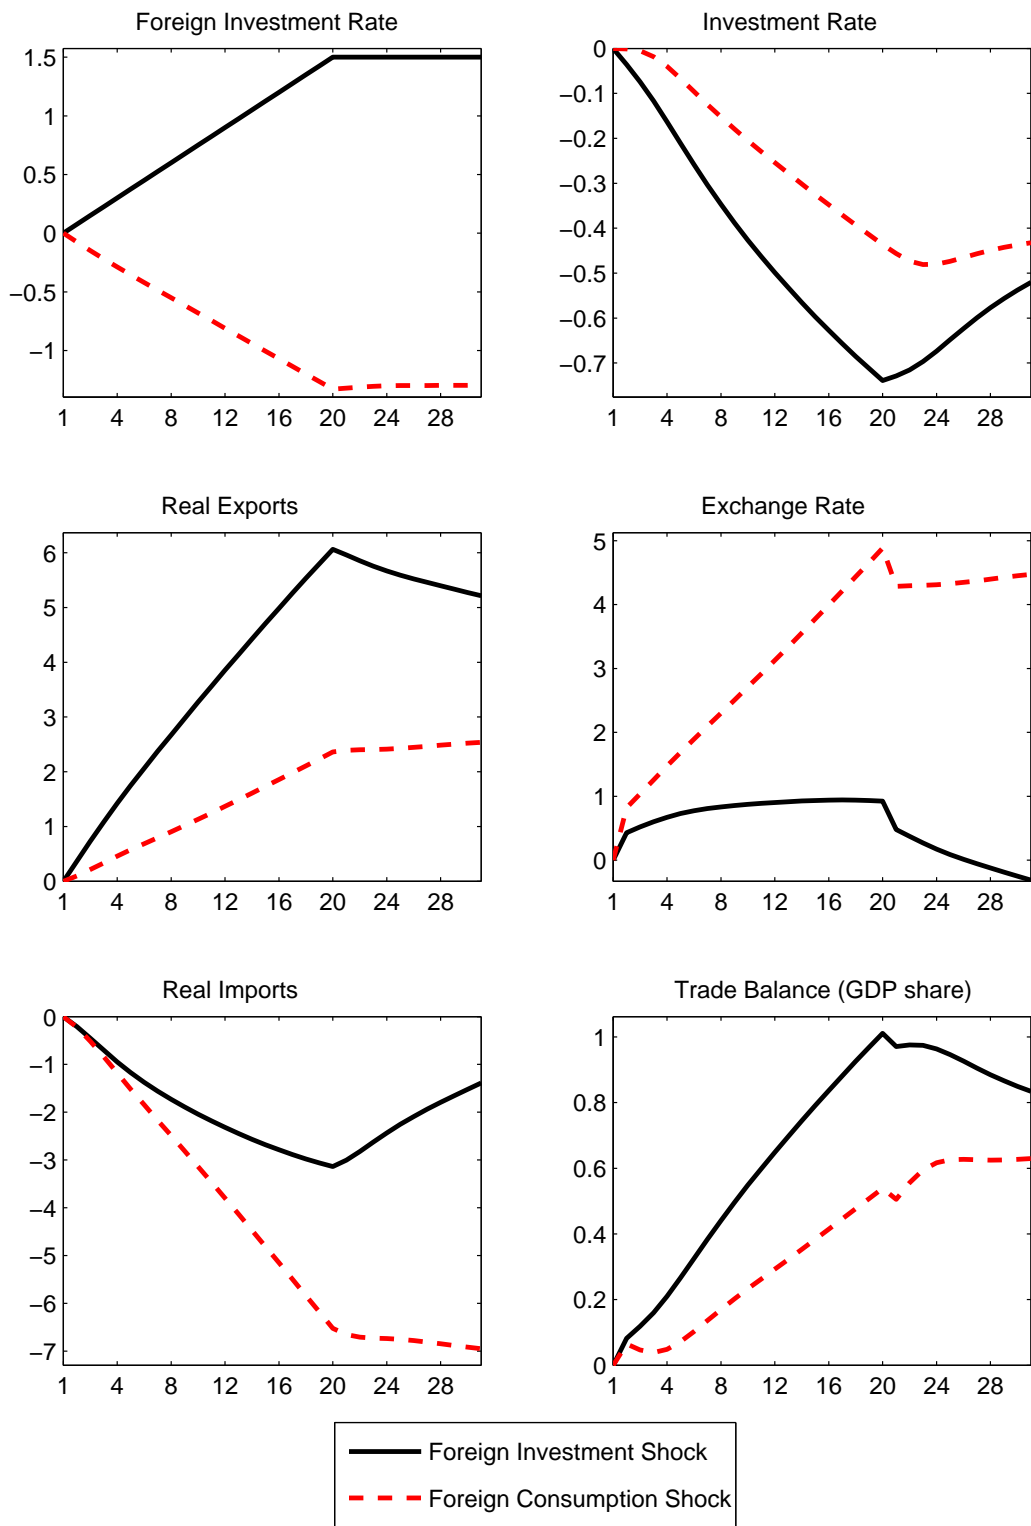 Foreign Investment Rate
1.5
1
0.5
0
−0.5
−1
1 4 8 12 16 20 24 28
Investment Rate
0
−0.1
−0.2
−0.3
−0.4
−0.5
−0.6
−0.7
1 4 8 12 16 20 24 28
Real Exports
6
5
4
3
2
1
0
1 4 8 12 16 20 24 28
Exchange Rate
5
4
3
2
1
0
1 4 8 12 16 20 24 28
Real Imports
0
−1
−2
−3
−4
−5
−6
−7
1 4 8 12 16 20 24 28
Trade Balance (GDP share)
1
0.8
0.6
0.4
0.2
0
1 4 8 12 16 20 24 28
Foreign Investment Shock
Foreign Consumption Shock